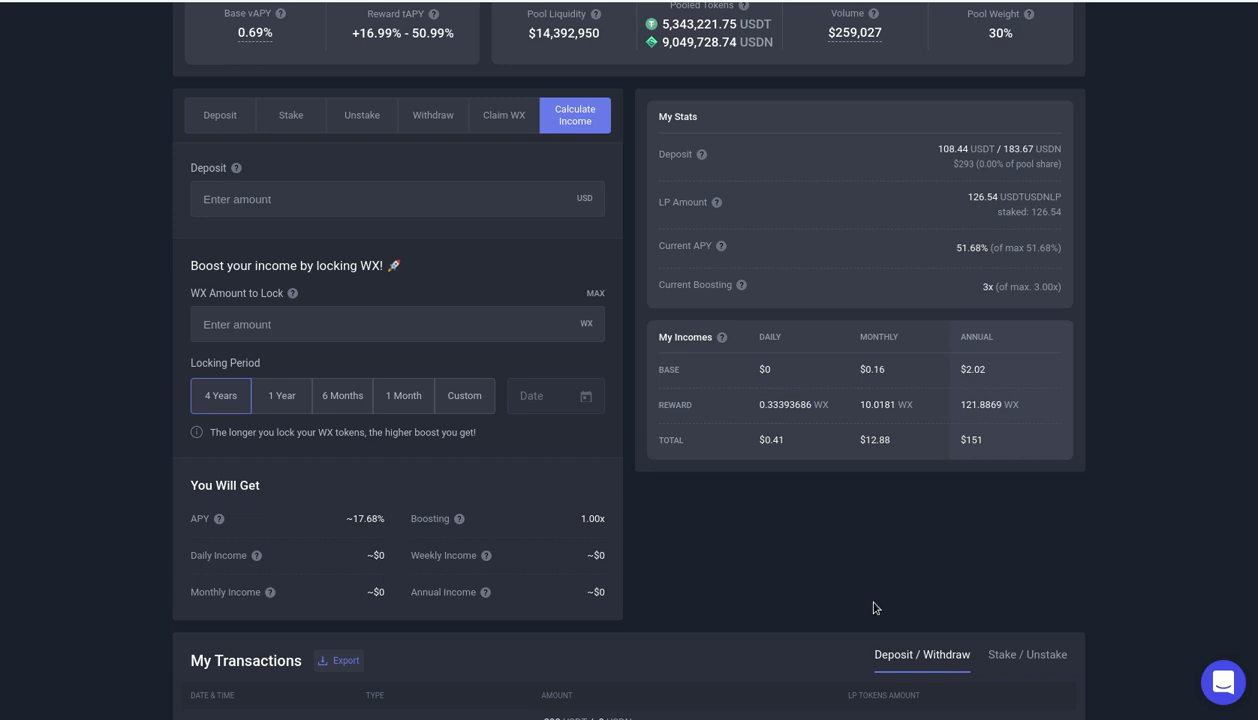 Base vAPY
0.69%
Reward tAPY
+16.99% - 50.99%
Pool Liquidity
$14,392,950
Pooled Tokens
5,343,221.75 USDT
9,049,728.74 USDN
Volume
$259,027
Pool Weight
30%
Deposit
Stake
Unstake
Withdraw
Claim WX
Calculate
Income
Deposit
Enter amount USD
Boost your income by locking WX! 🚀
WX Amount to Lock MAX
Enter amount WX
Locking Period
4 Years 1 Year 6 Months 1 Month Custom Date
The longer you lock your WX tokens, the higher boost you get!
You Will Get
APY ~17.68% Boosting 1.00x
Daily Income ~$0 Weekly Income ~$0
Monthly Income ~$0 Annual Income ~$0
My Stats
Deposit 108.44 USDT / 183.67 USDN
$293 (0.00% of pool share)
LP Amount 126.54 USDTUSDNLP
staked: 126.54
Current APY 51.68% (of max 51.68%)
Current Boosting 3x (of max. 3.00x)
My Incomes DAILY MONTHLY ANNUAL
BASE $0 $0.16 $2.02
REWARD 0.33393686 WX 10.0181 WX 121.8869 WX
TOTAL $0.41 $12.88 $151
My Transactions Export Deposit / Withdraw Stake / Unstake
DATE & TIME TYPE AMOUNT LP TOKENS AMOUNT